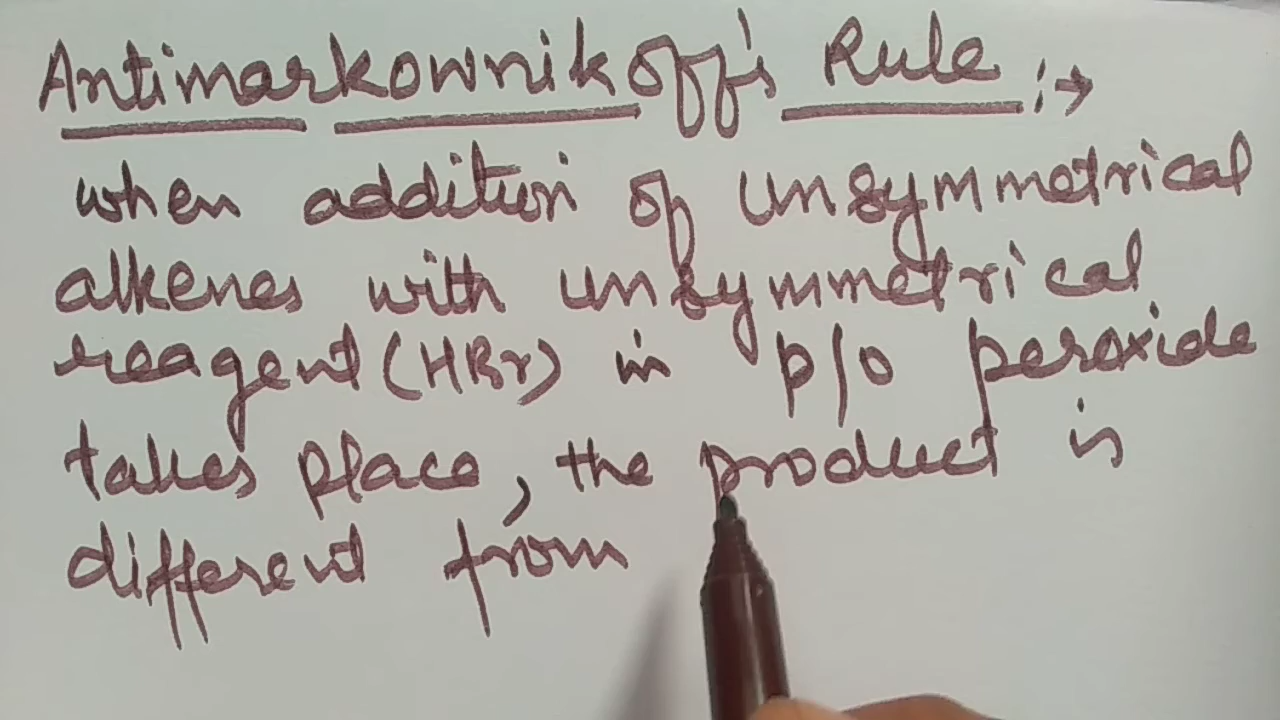 Antimarkownikoff's Rule :→
when addition of unsymmetrical
alkenes with unsymmetrical
reagent (HBr) in p/o peroxide
takes place, the product is
different from